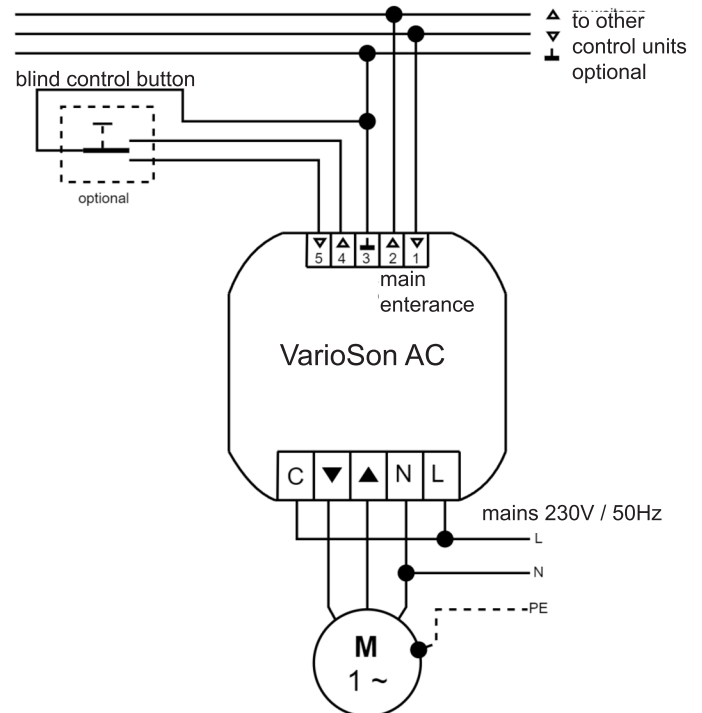 to other
control units
optional
blind control button
optional
5 4 3 2 1
main
enterance
VarioSon AC
C N L
mains 230V / 50Hz
L
N
PE
M
1 ~